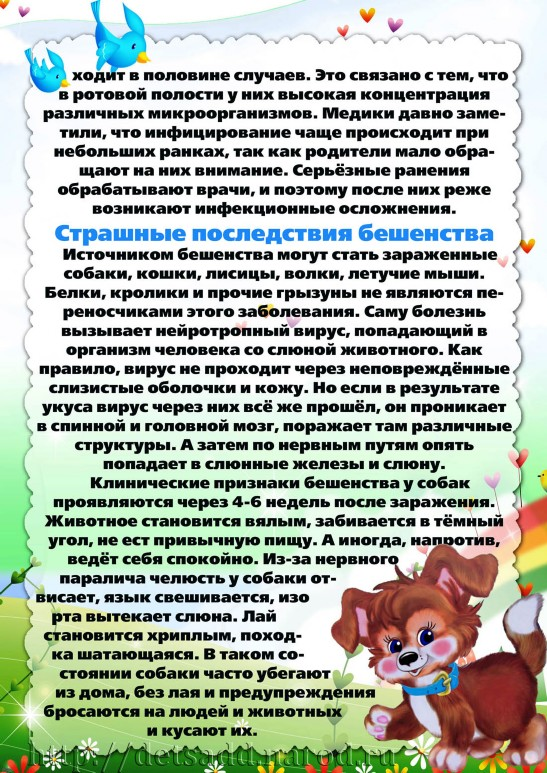 ходит в половине случаев. Это связано с тем, что
в ротовой полости у них высокая концентрация
различных микроорганизмов. Медики давно заме-
тили, что инфицирование чаще происходит при
небольших ранках, так как родители мало обра-
щают на них внимание. Серьёзные ранения
обрабатывают врачи, и поэтому после них реже
возникают инфекционные осложнения.
Страшные последствия бешенства
Источником бешенства могут стать зараженные
собаки, кошки, лисицы, волки, летучие мыши.
Белки, кролики и прочие грызуны не являются пе-
реносчиками этого заболевания. Саму болезнь
вызывает нейротропный вирус, попадающий в
организм человека со слюной животного. Как
правило, вирус не проходит через неповреждённые
слизистые оболочки и кожу. Но если в результате
укуса вирус через них всё же прошёл, он проникает
в спинной и головной мозг, поражает там различные
структуры. А затем по нервным путям опять
попадает в слюнные железы и слюну.
Клинические признаки бешенства у собак
проявляются через 4-6 недель после заражения.
Животное становится вялым, забивается в тёмный
угол, не ест привычную пищу. А иногда, напротив,
ведёт себя спокойно. Из-за нервного
паралича челюсть у собаки от-
висает, язык свешивается, изо
рта вытекает слюна. Лай
становится хриплым, поход-
ка шатающаяся. В таком со-
стоянии собаки часто убегают
из дома, без лая и предупреждения
бросаются на людей и животных
и кусают их.
http://detsadd.narod.ru